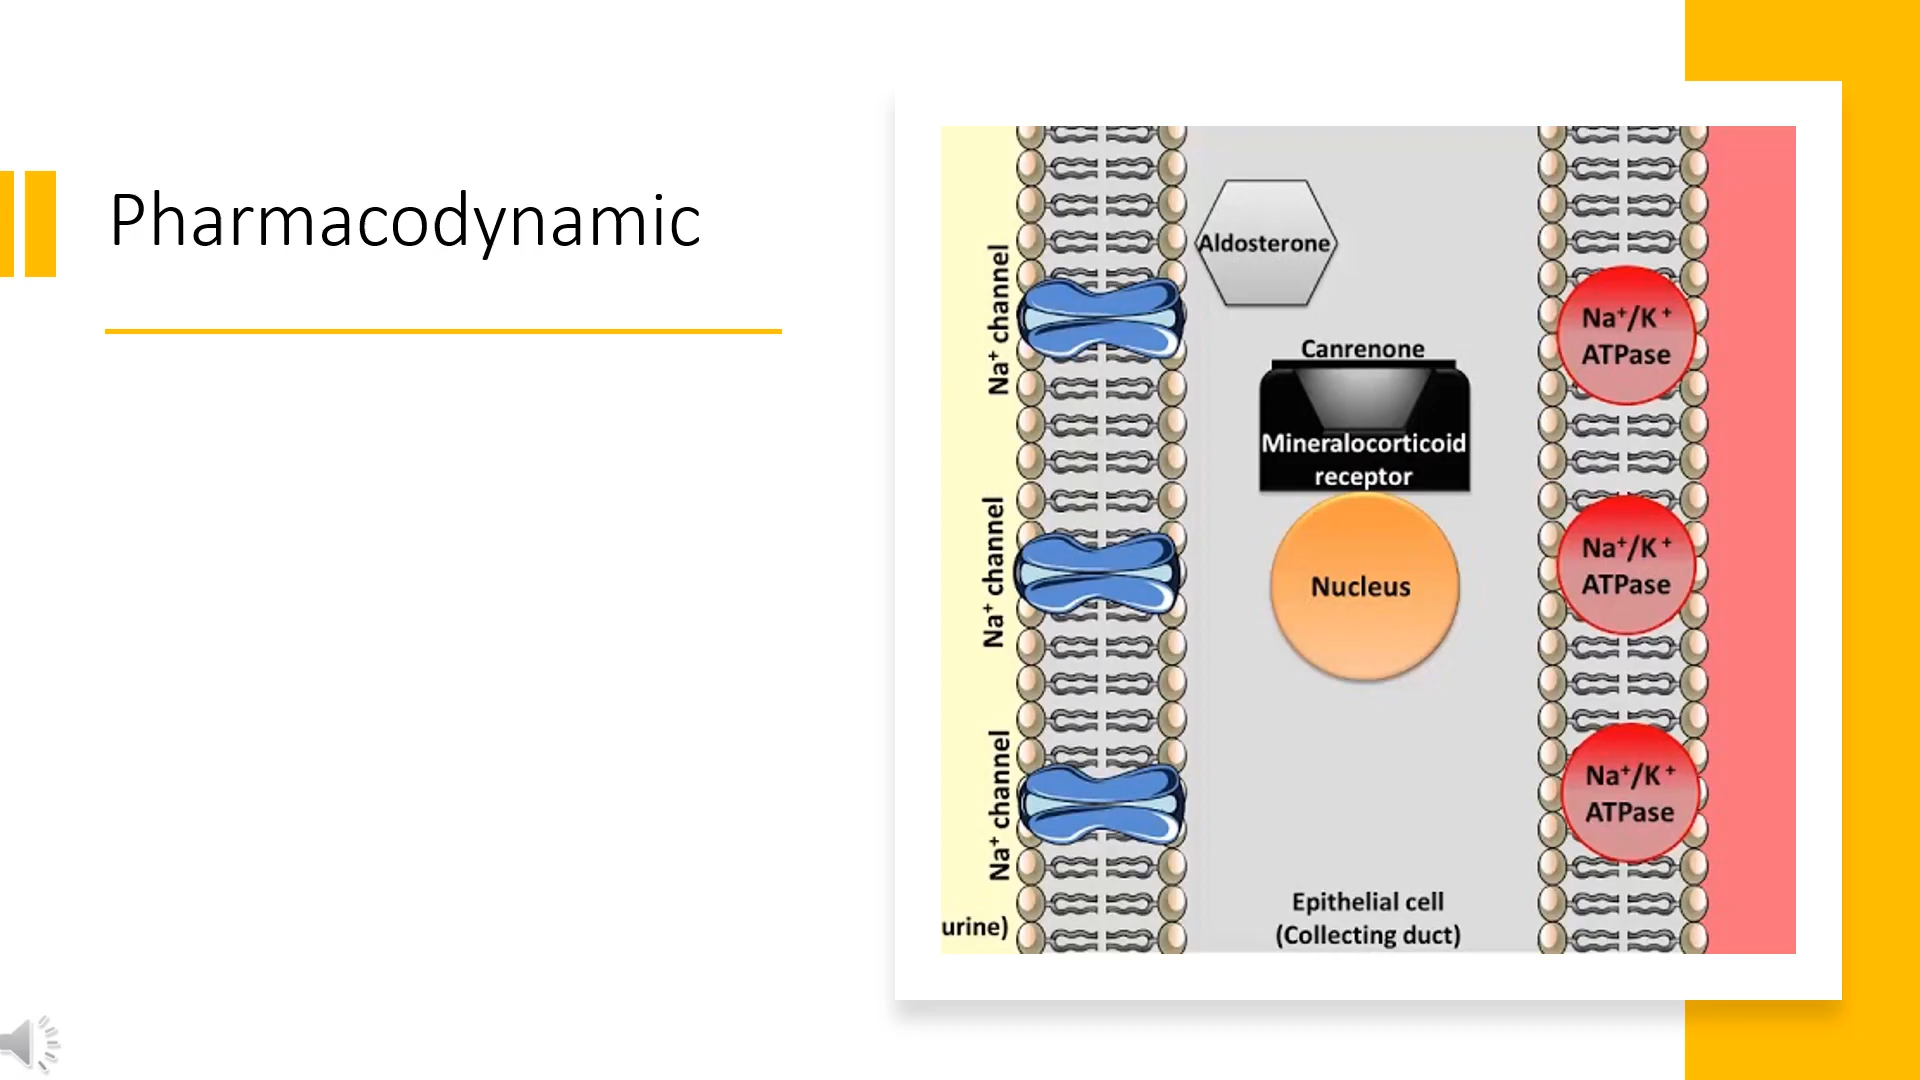 Pharmacodynamic
Aldosterone
Na⁺ channel
Na⁺/K⁺
ATPase
Canrenone
Mineralocorticoid
receptor
Na⁺ channel
Nucleus
Na⁺/K⁺
ATPase
Na⁺ channel
Na⁺/K⁺
ATPase
urine)
Epithelial cell
(Collecting duct)